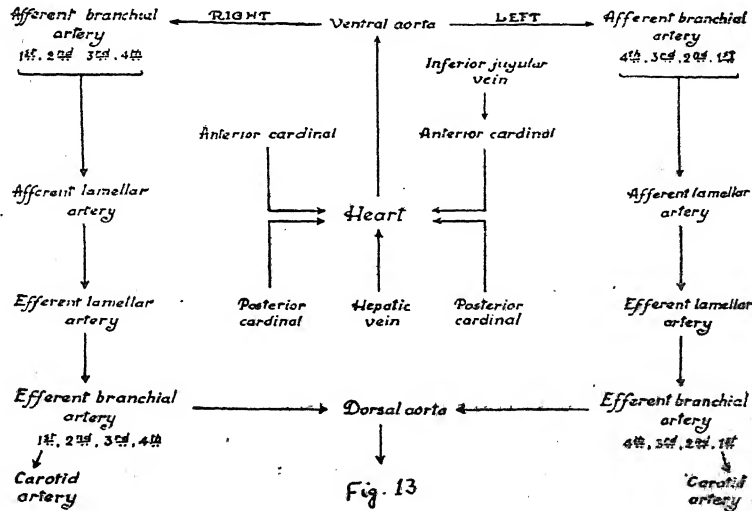 Afferent branchial
artery
1st, 2nd 3rd, 4th
RIGHT
Ventral aorta
LEFT
Afferent branchial
artery
4th, 3rd, 2nd, 1st
Inferior jugular
vein
Anterior cardinal
Anterior cardinal
Afferent lamellar
artery
Heart
Afferent lamellar
artery
Efferent lamellar
artery
Posterior
cardinal
Hepatic
vein
Posterior
cardinal
Efferent lamellar
artery
Efferent branchial
artery
1st, 2nd, 3rd, 4th
Dorsal aorta
Efferent branchial
artery
4th, 3rd, 2nd, 1st
Carotid
artery
Fig. 13
Carotid
artery